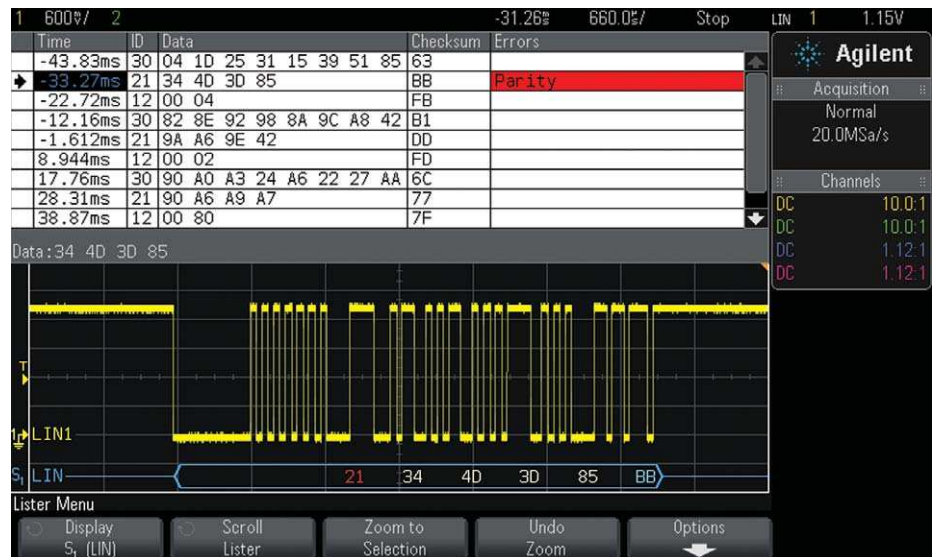 1 600▿/ 2 -31.26ms 660.0us/ Stop LIN 1 1.15V
Time ID Data Checksum Errors
-43.83ms 30 04 1D 25 31 15 39 51 85 63
-33.27ms 21 34 4D 3D 85 BB Parity
-22.72ms 12 00 04 FB
-12.16ms 30 82 8E 92 98 8A 9C A8 42 B1
-1.612ms 21 9A A6 9E 42 DD
8.944ms 12 00 02 FD
17.76ms 30 90 A0 A3 24 A6 22 27 AA 6C
28.31ms 21 90 A6 A9 A7 77
38.87ms 12 00 80 7F
Agilent
Acquisition
Normal
20.0MSa/s
Channels
DC 10.0:1
DC 10.0:1
DC 1.12:1
DC 1.12:1
Data:34 4D 3D 85
T
1 LIN1
S1 LIN 21 34 4D 3D 85 BB
Lister Menu
Display
S1 (LIN)
Scroll
Lister
Zoom to
Selection
Undo
Zoom
Options